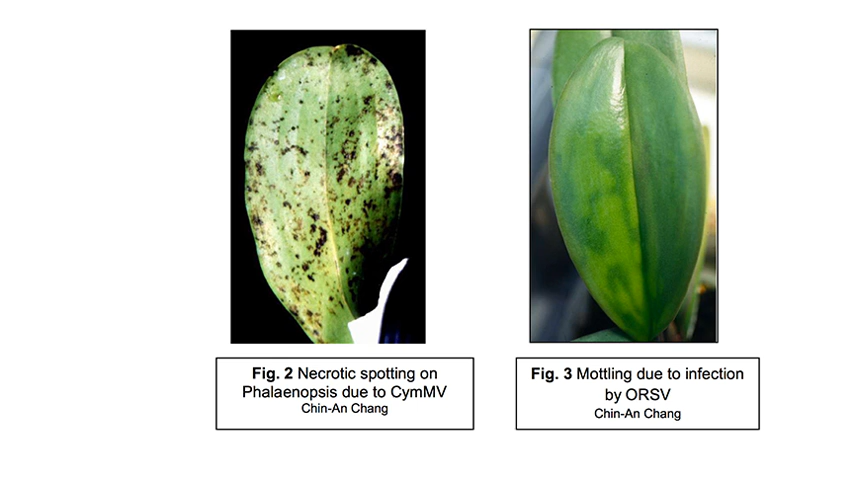 Fig. 2 Necrotic spotting on
Phalaenopsis due to CymMV
Chin-An Chang
Fig. 3 Mottling due to infection
by ORSV
Chin-An Chang